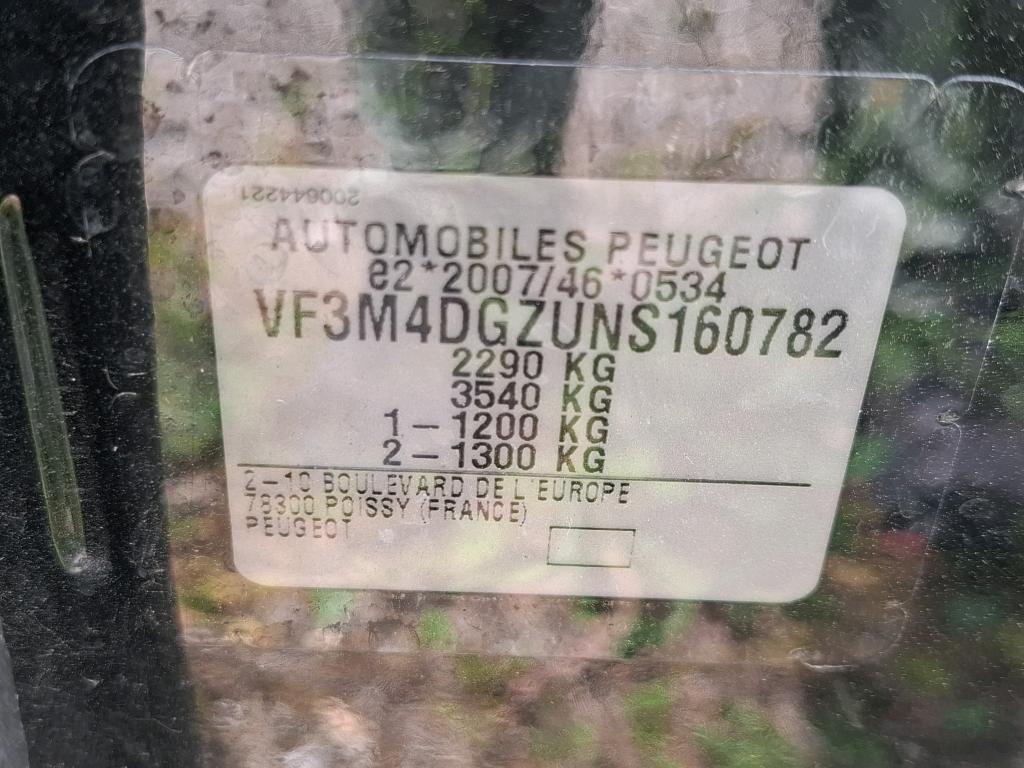 200644221
AUTOMOBILES PEUGEOT
e2*2007/46*0534
VF3M4DGZUNS160782
2290 KG
3540 KG
1 – 1200 KG
2 – 1300 KG
2–10 BOULEVARD DE L'EUROPE
78300 POISSY (FRANCE)
PEUGEOT